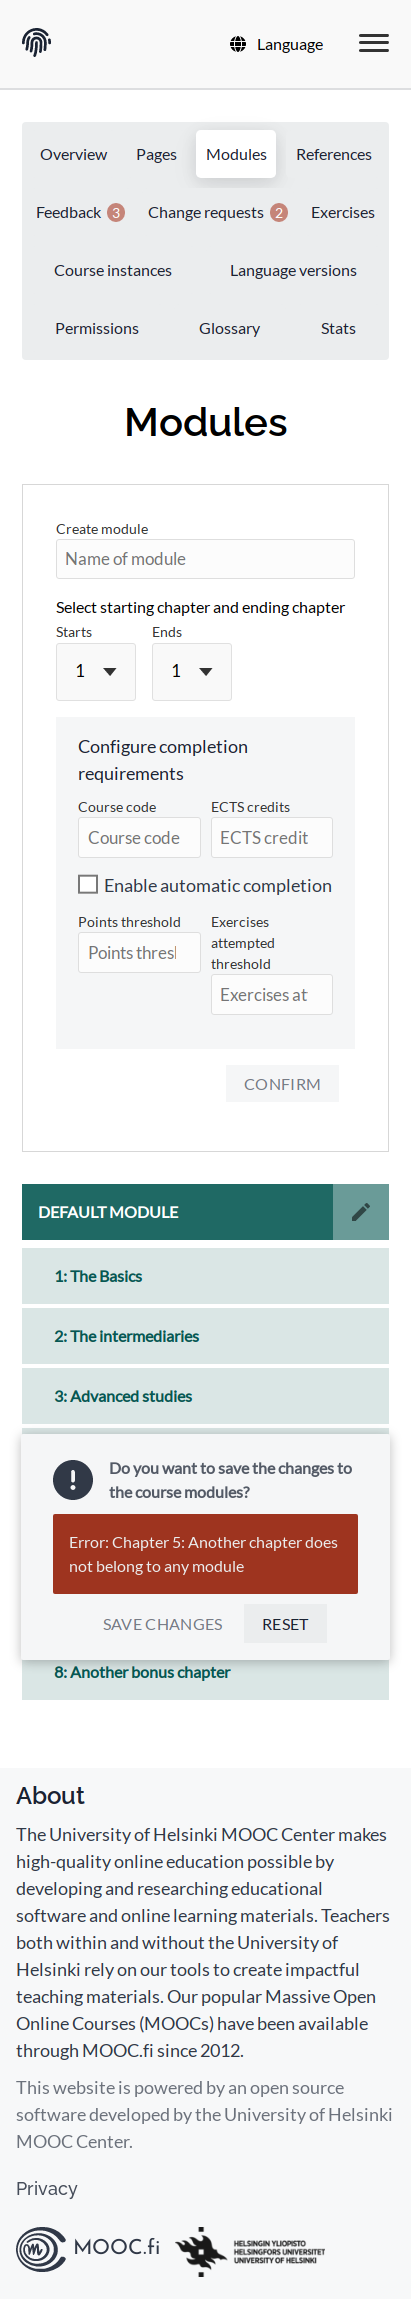 Language
Overview Pages Modules References
Feedback 3 Change requests 2 Exercises
Course instances Language versions
Permissions Glossary Stats
Modules
Create module
Name of module
Select starting chapter and ending chapter
Starts Ends
1 1
Configure completion
requirements
Course code ECTS credits
Course code ECTS credit
Enable automatic completion
Points threshold Exercises
attempted
threshold
Points thres
Exercises at
CONFIRM
DEFAULT MODULE
1: The Basics
2: The intermediaries
3: Advanced studies
Do you want to save the changes to
the course modules?
Error: Chapter 5: Another chapter does
not belong to any module
SAVE CHANGES RESET
8: Another bonus chapter
About
The University of Helsinki MOOC Center makes
high-quality online education possible by
developing and researching educational
software and online learning materials. Teachers
both within and without the University of
Helsinki rely on our tools to create impactful
teaching materials. Our popular Massive Open
Online Courses (MOOCs) have been available
through MOOC.fi since 2012.
This website is powered by an open source
software developed by the University of Helsinki
MOOC Center.
Privacy
MOOC.fi
HELSINGIN YLIOPISTO
HELSINGFORS UNIVERSITET
UNIVERSITY OF HELSINKI